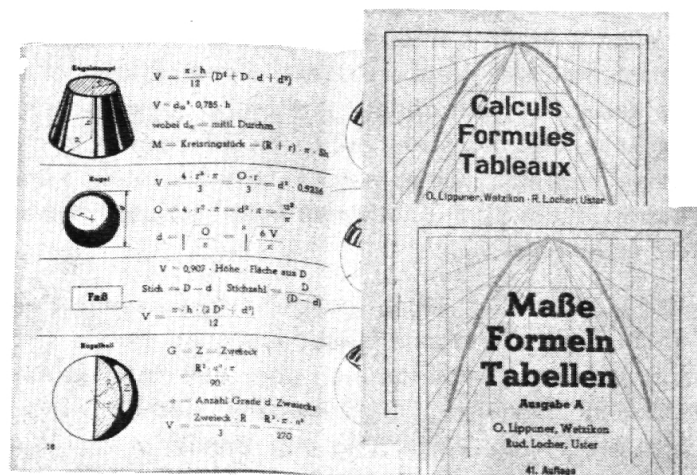 Kegelstumpf
V = π · h / 12 (D² + D · d + d²)
V = dₘ² · 0,785 · h
wobei dₘ = mittl. Durchm.
M = Kreisringstück = (R + r) · π · Sh
Kugel
V = 4 · r³ · π / 3 = O · r / 3 = d³ · 0,5236
O = 4 · r² · π = d² · π = u² / π
d = √ O / π = ³√ 6 V / π
Faß
V = 0,907 · Höhe · Fläche aus D
Stich = D — d Stichzahl = D / (D — d)
V = π · h · (2 D² + d²) / 12
Kugelkeil
G = Z = Zweieck
R² · α° · π / 90
α = Anzahl Grade d. Zweiecks
V = Zweieck · R / 3 = R³ · π · α° / 270
Calculs
Formules
Tableaux
O. Lippuner, Wetzikon · R. Locher, Uster
Maße
Formeln
Tabellen
Ausgabe A
O. Lippuner, Wetzikon
Rud. Locher, Uster
41. Auflage